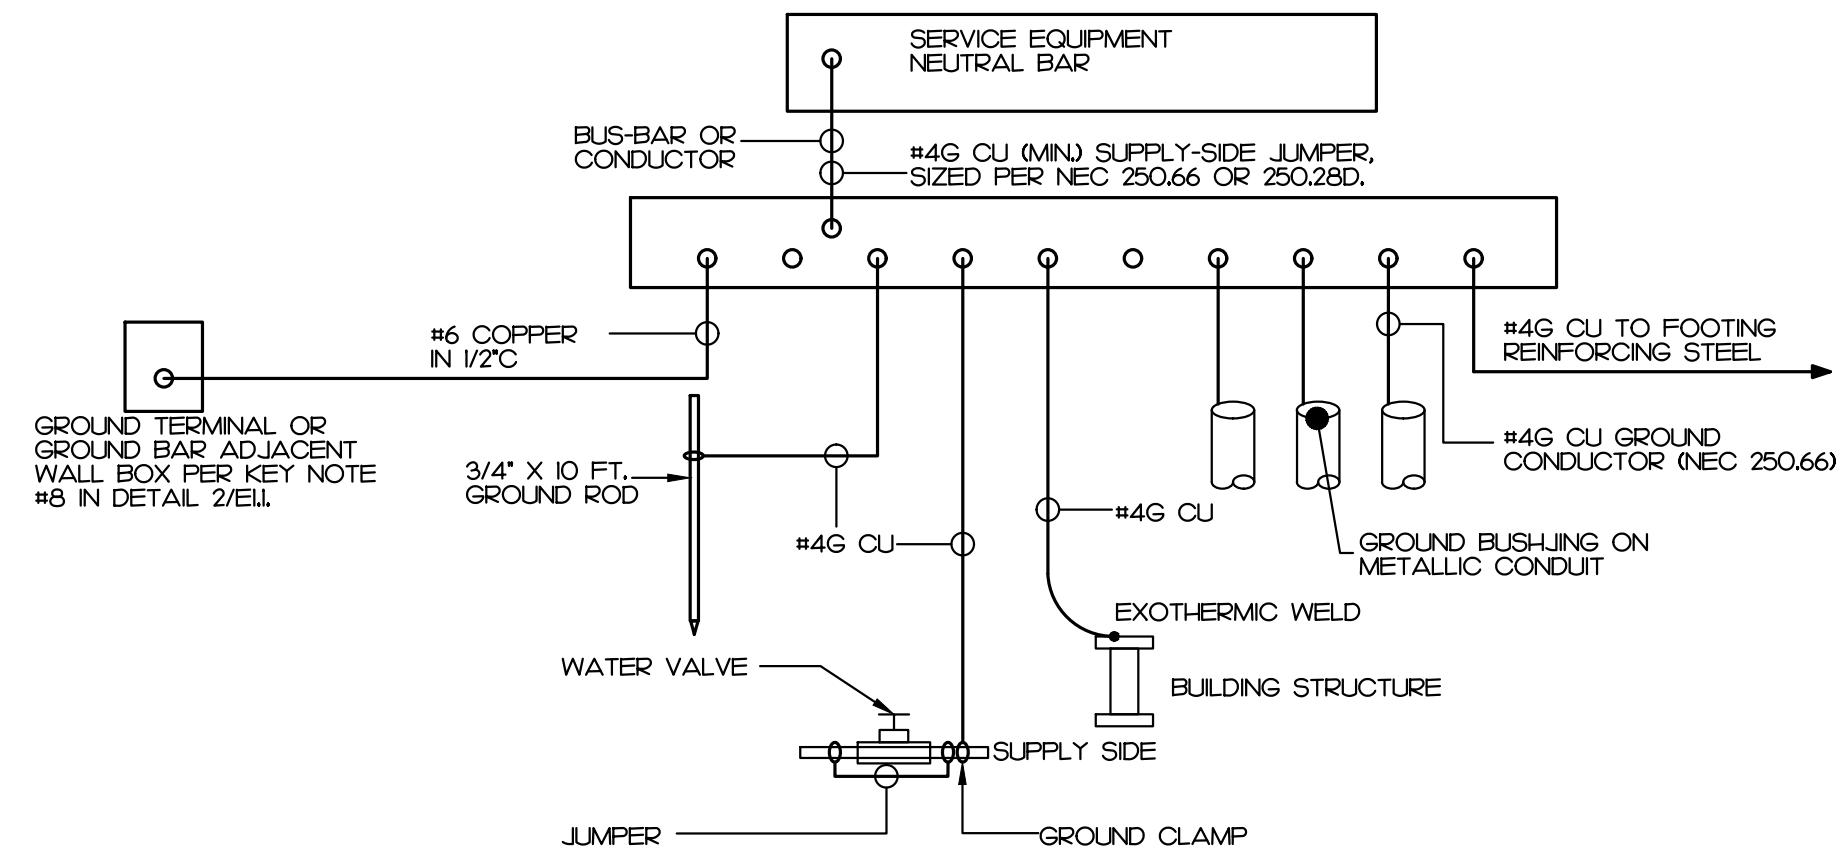 SERVICE EQUIPMENT
NEUTRAL BAR
BUS-BAR OR
CONDUCTOR
#4G CU (MIN.) SUPPLY-SIDE JUMPER,
SIZED PER NEC 250.66 OR 250.28D.
#6 COPPER
IN 1/2"C
#4G CU TO FOOTING
REINFORCING STEEL
GROUND TERMINAL OR
GROUND BAR ADJACENT
WALL BOX PER KEY NOTE
#8 IN DETAIL 2/E1.1.
3/4" X 10 FT.
GROUND ROD
#4G CU GROUND
CONDUCTOR (NEC 250.66)
#4G CU
#4G CU
GROUND BUSHJING ON
METALLIC CONDUIT
EXOTHERMIC WELD
WATER VALVE
BUILDING STRUCTURE
SUPPLY SIDE
JUMPER
GROUND CLAMP